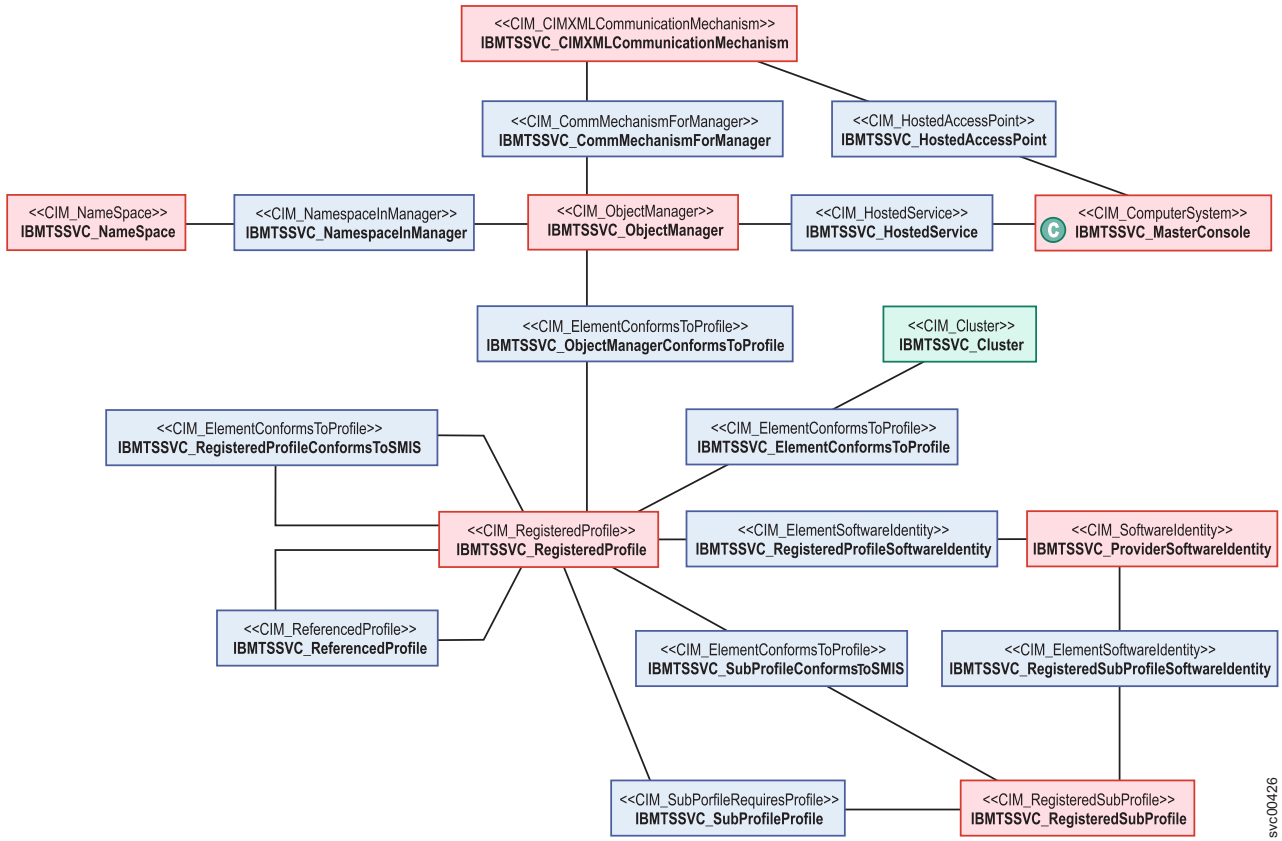 <<CIM_CIMXMLCommunicationMechanism>>
IBMTSSVC_CIMXMLCommunicationMechanism
<<CIM_CommMechanismForManager>>
IBMTSSVC_CommMechanismForManager
<<CIM_HostedAccessPoint>>
IBMTSSVC_HostedAccessPoint
<<CIM_NameSpace>>
IBMTSSVC_NameSpace
<<CIM_NamespaceInManager>>
IBMTSSVC_NamespaceInManager
<<CIM_ObjectManager>>
IBMTSSVC_ObjectManager
<<CIM_HostedService>>
IBMTSSVC_HostedService
C
<<CIM_ComputerSystem>>
IBMTSSVC_MasterConsole
<<CIM_ElementConformsToProfile>>
IBMTSSVC_ObjectManagerConformsToProfile
<<CIM_Cluster>>
IBMTSSVC_Cluster
<<CIM_ElementConformsToProfile>>
IBMTSSVC_RegisteredProfileConformsToSMIS
<<CIM_ElementConformsToProfile>>
IBMTSSVC_ElementConformsToProfile
<<CIM_RegisteredProfile>>
IBMTSSVC_RegisteredProfile
<<CIM_ElementSoftwareIdentity>>
IBMTSSVC_RegisteredProfileSoftwareIdentity
<<CIM_SoftwareIdentity>>
IBMTSSVC_ProviderSoftwareIdentity
<<CIM_ReferencedProfile>>
IBMTSSVC_ReferencedProfile
<<CIM_ElementConformsToProfile>>
IBMTSSVC_SubProfileConformsToSMIS
<<CIM_ElementSoftwareIdentity>>
IBMTSSVC_RegisteredSubProfileSoftwareIdentity
<<CIM_SubPorfileRequiresProfile>>
IBMTSSVC_SubProfileProfile
<<CIM_RegisteredSubProfile>>
IBMTSSVC_RegisteredSubProfile
svc00426